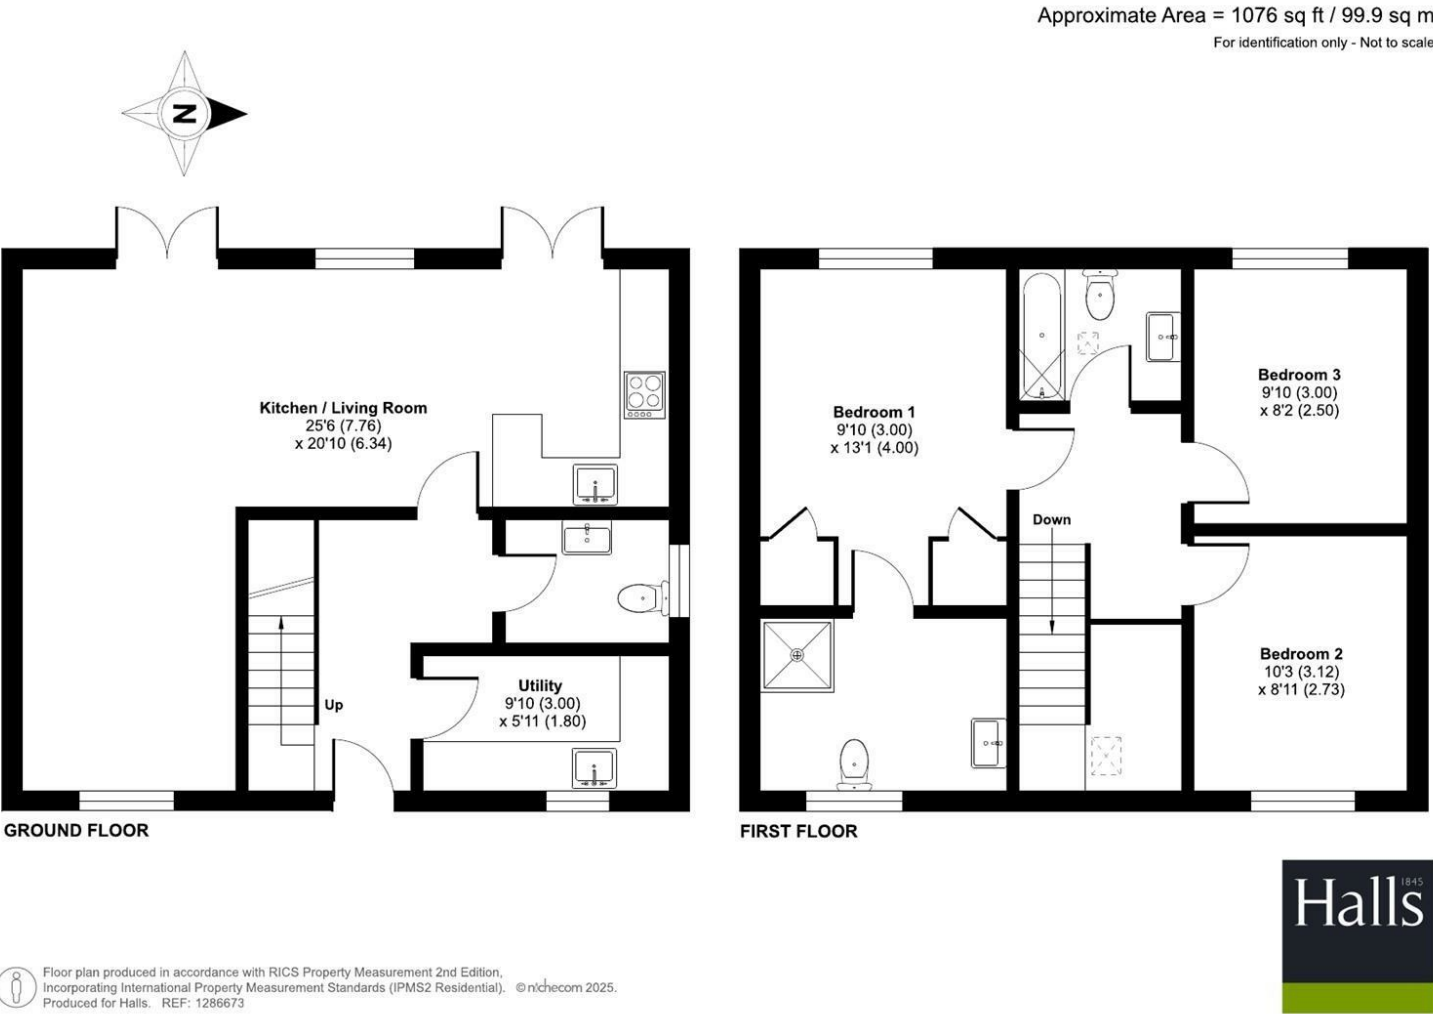 Approximate Area = 1076 sq ft / 99.9 sq m
For identification only - Not to scale
N
Kitchen / Living Room
25'6 (7.76)
x 20'10 (6.34)
Up
Utility
9'10 (3.00)
x 5'11 (1.80)
GROUND FLOOR
Bedroom 1
9'10 (3.00)
x 13'1 (4.00)
Bedroom 3
9'10 (3.00)
x 8'2 (2.50)
Down
Bedroom 2
10'3 (3.12)
x 8'11 (2.73)
FIRST FLOOR
Halls
1845
Floor plan produced in accordance with RICS Property Measurement 2nd Edition,
Incorporating International Property Measurement Standards (IPMS2 Residential). © nichecom 2025.
Produced for Halls. REF: 1286673